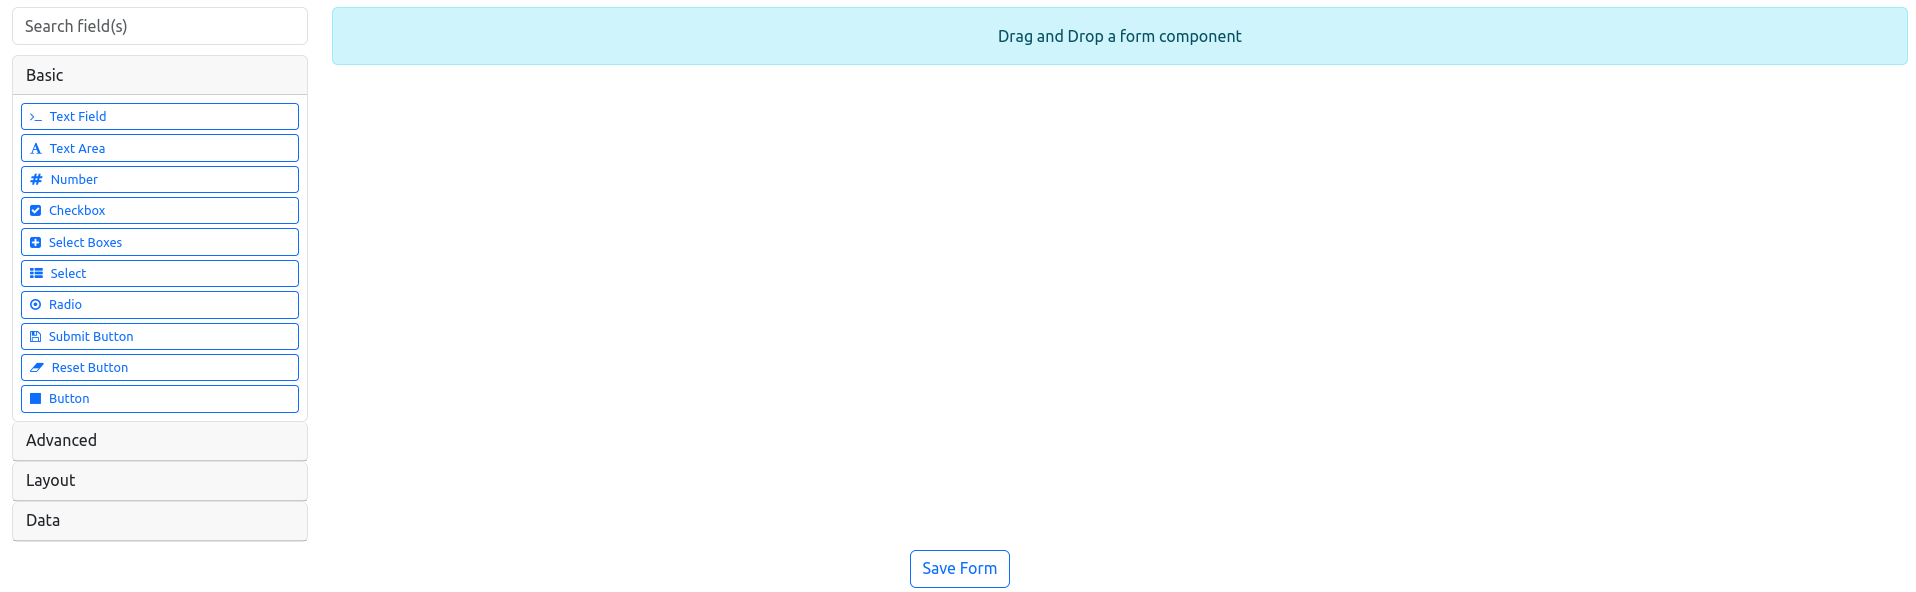 Search field(s)
Basic
Text Field
Text Area
Number
Checkbox
Select Boxes
Select
Radio
Submit Button
Reset Button
Button
Advanced
Layout
Data
Drag and Drop a form component
Save Form